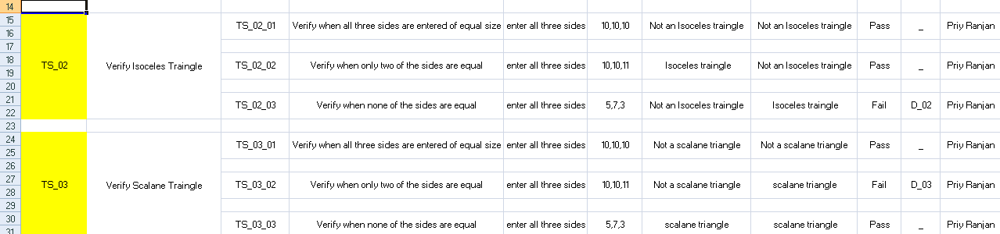 14
15 TS_02_01 Verify when all three sides are entered of equal size enter all three sides 10,10,10 Not an Isoceles traingle Not an Isoceles traingle Pass _ Priy Ranjan
16
17
18 TS_02 Verify Isoceles Traingle TS_02_02 Verify when only two of the sides are equal enter all three sides 10,10,11 Isoceles traingle Not an Isoceles traingle Pass _ Priy Ranjan
19
20
21 TS_02_03 Verify when none of the sides are equal enter all three sides 5,7,3 Not an Isoceles traingle Isoceles traingle Fail D_02 Priy Ranjan
22
23
24 TS_03_01 Verify when all three sides are entered of equal size enter all three sides 10,10,10 Not a scalane triangle Not a scalane triangle Pass _ Priy Ranjan
25
26
27 TS_03 Verify Scalane Traingle TS_03_02 Verify when only two of the sides are equal enter all three sides 10,10,11 Not a scalane triangle scalane triangle Fail D_03 Priy Ranjan
28
29
30 TS_03_03 Verify when none of the sides are equal enter all three sides 5,7,3 scalane triangle scalane triangle Pass _ Priy Ranjan
31